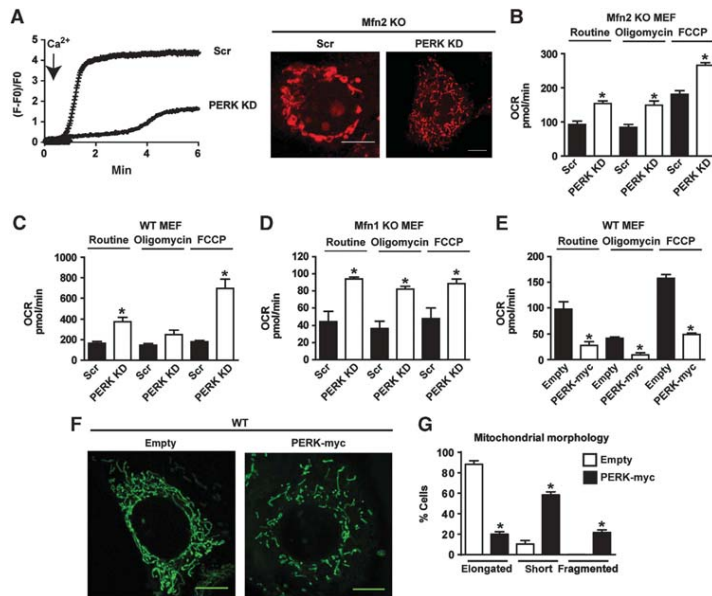 A
Ca2+
(F-F0)/F0
5
4
3
2
1
0
0 2 4 6
Min
Scr
PERK KD
Mfn2 KO
Scr PERK KD
B
Mfn2 KO MEF
Routine Oligomycin FCCP
OCR
pmol/min
300
200
100
0
* * *
Scr PERK KD Scr PERK KD Scr PERK KD
C
WT MEF
Routine Oligomycin FCCP
OCR
pmol/min
1000
800
600
400
200
0
* *
Scr PERK KD Scr PERK KD Scr PERK KD
D
Mfn1 KO MEF
Routine Oligomycin FCCP
OCR
pmol/min
120
100
80
60
40
20
0
* * *
Scr PERK KD Scr PERK KD Scr PERK KD
E
WT MEF
Routine Oligomycin FCCP
OCR
pmol/min
200
150
100
50
0
* * *
Empty PERK-myc Empty PERK-myc Empty PERK-myc
F
WT
Empty PERK-myc
G
Mitochondrial morphology
Empty
PERK-myc
% Cells
100
80
60
40
20
0
* * *
Elongated Short Fragmented